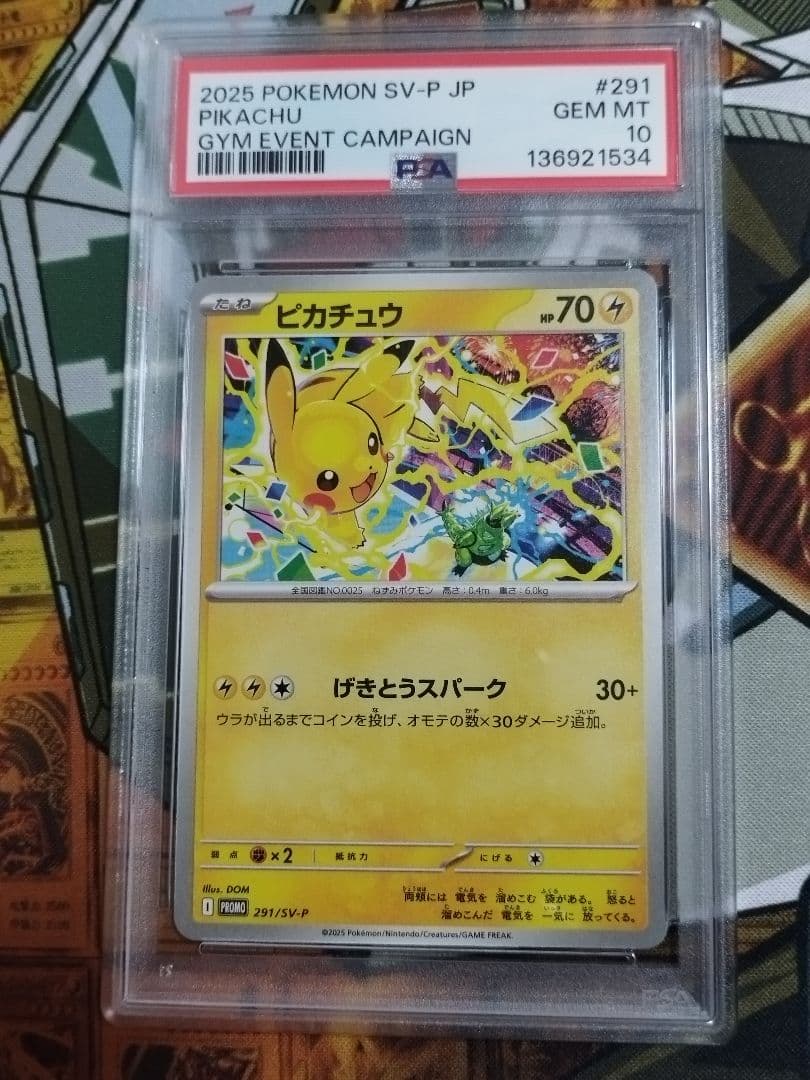 2025 POKEMON SV-P JP #291
PIKACHU GEM MT
GYM EVENT CAMPAIGN 10
PSA 136921534
たね ピカチュウ HP70
全国図鑑NO.0025 ねずみポケモン 高さ:0.4m 重さ:6.0kg
げきとうスパーク 30+
ウラが出るまでコインを投げ、オモテの数×30ダメージ追加。
弱点 ×2 抵抗力 にげる
Illus. DOM
I PROMO 291/SV-P
両頬には 電気を 溜めこむ 袋がある。 怒ると
溜めこんだ 電気を 一気に 放ってくる。
©2025 Pokémon/Nintendo/Creatures/GAME FREAK.
PSA